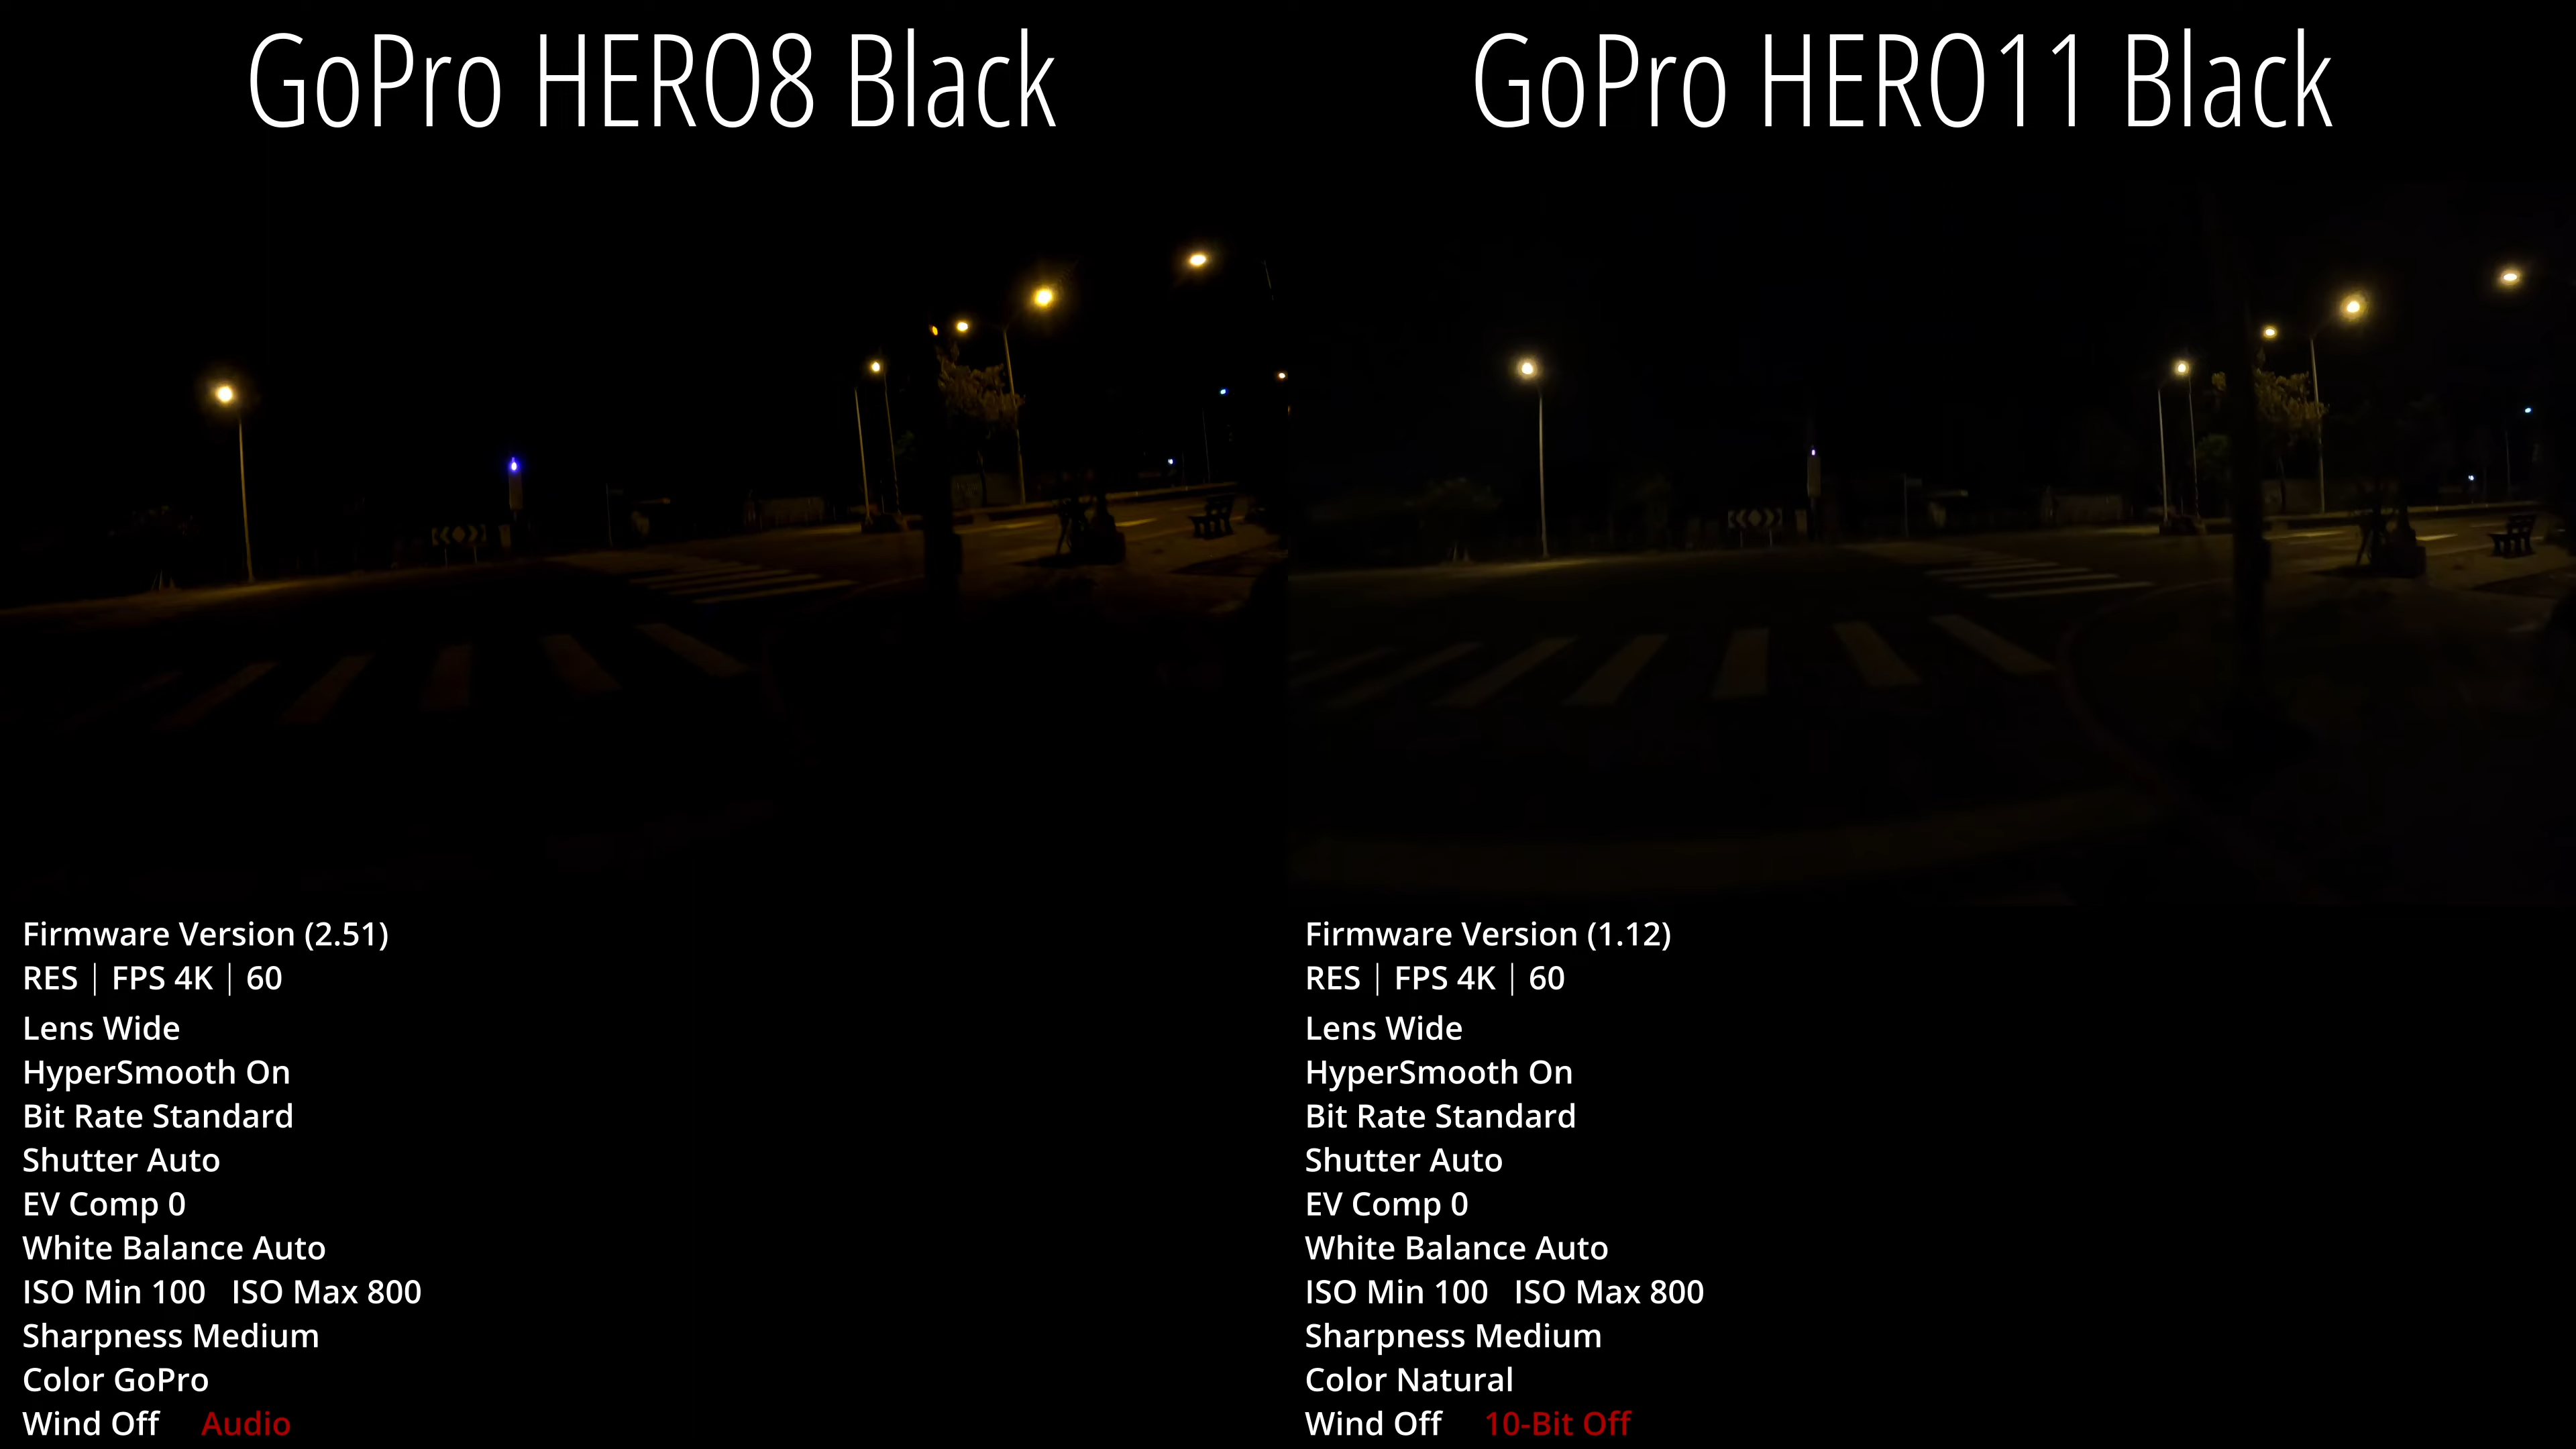 GoPro HERO8 Black
GoPro HERO11 Black
Firmware Version (2.51)
RES | FPS 4K | 60
Lens Wide
HyperSmooth On
Bit Rate Standard
Shutter Auto
EV Comp 0
White Balance Auto
ISO Min 100 ISO Max 800
Sharpness Medium
Color GoPro
Wind Off Audio
Firmware Version (1.12)
RES | FPS 4K | 60
Lens Wide
HyperSmooth On
Bit Rate Standard
Shutter Auto
EV Comp 0
White Balance Auto
ISO Min 100 ISO Max 800
Sharpness Medium
Color Natural
Wind Off 10-Bit Off